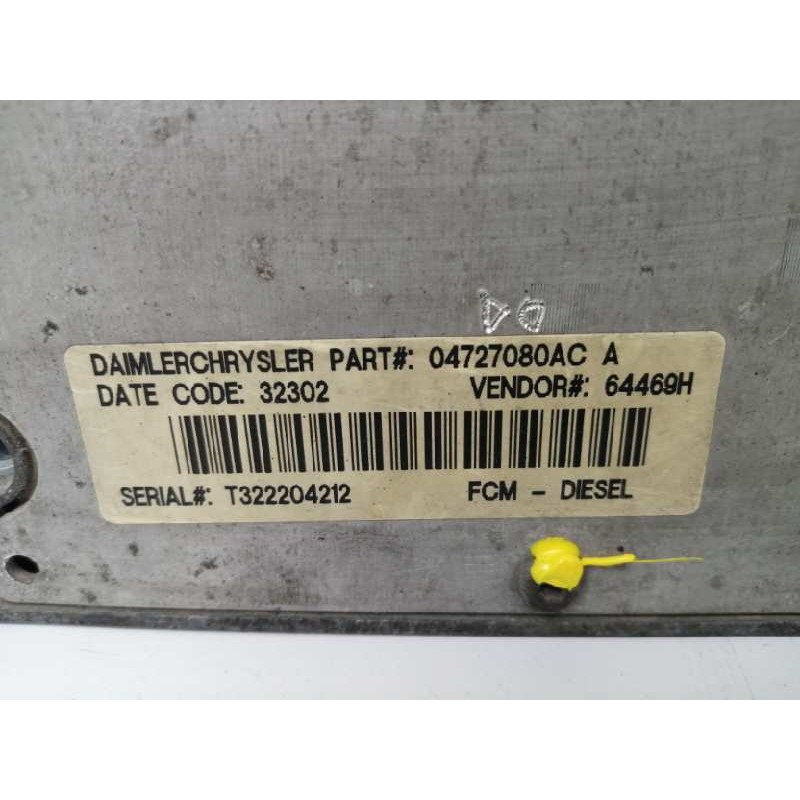 DAIMLERCHRYSLER PART#: 04727080AC A
DATE CODE: 32302 VENDOR#: 64469H
SERIAL#: T322204212 FCM - DIESEL